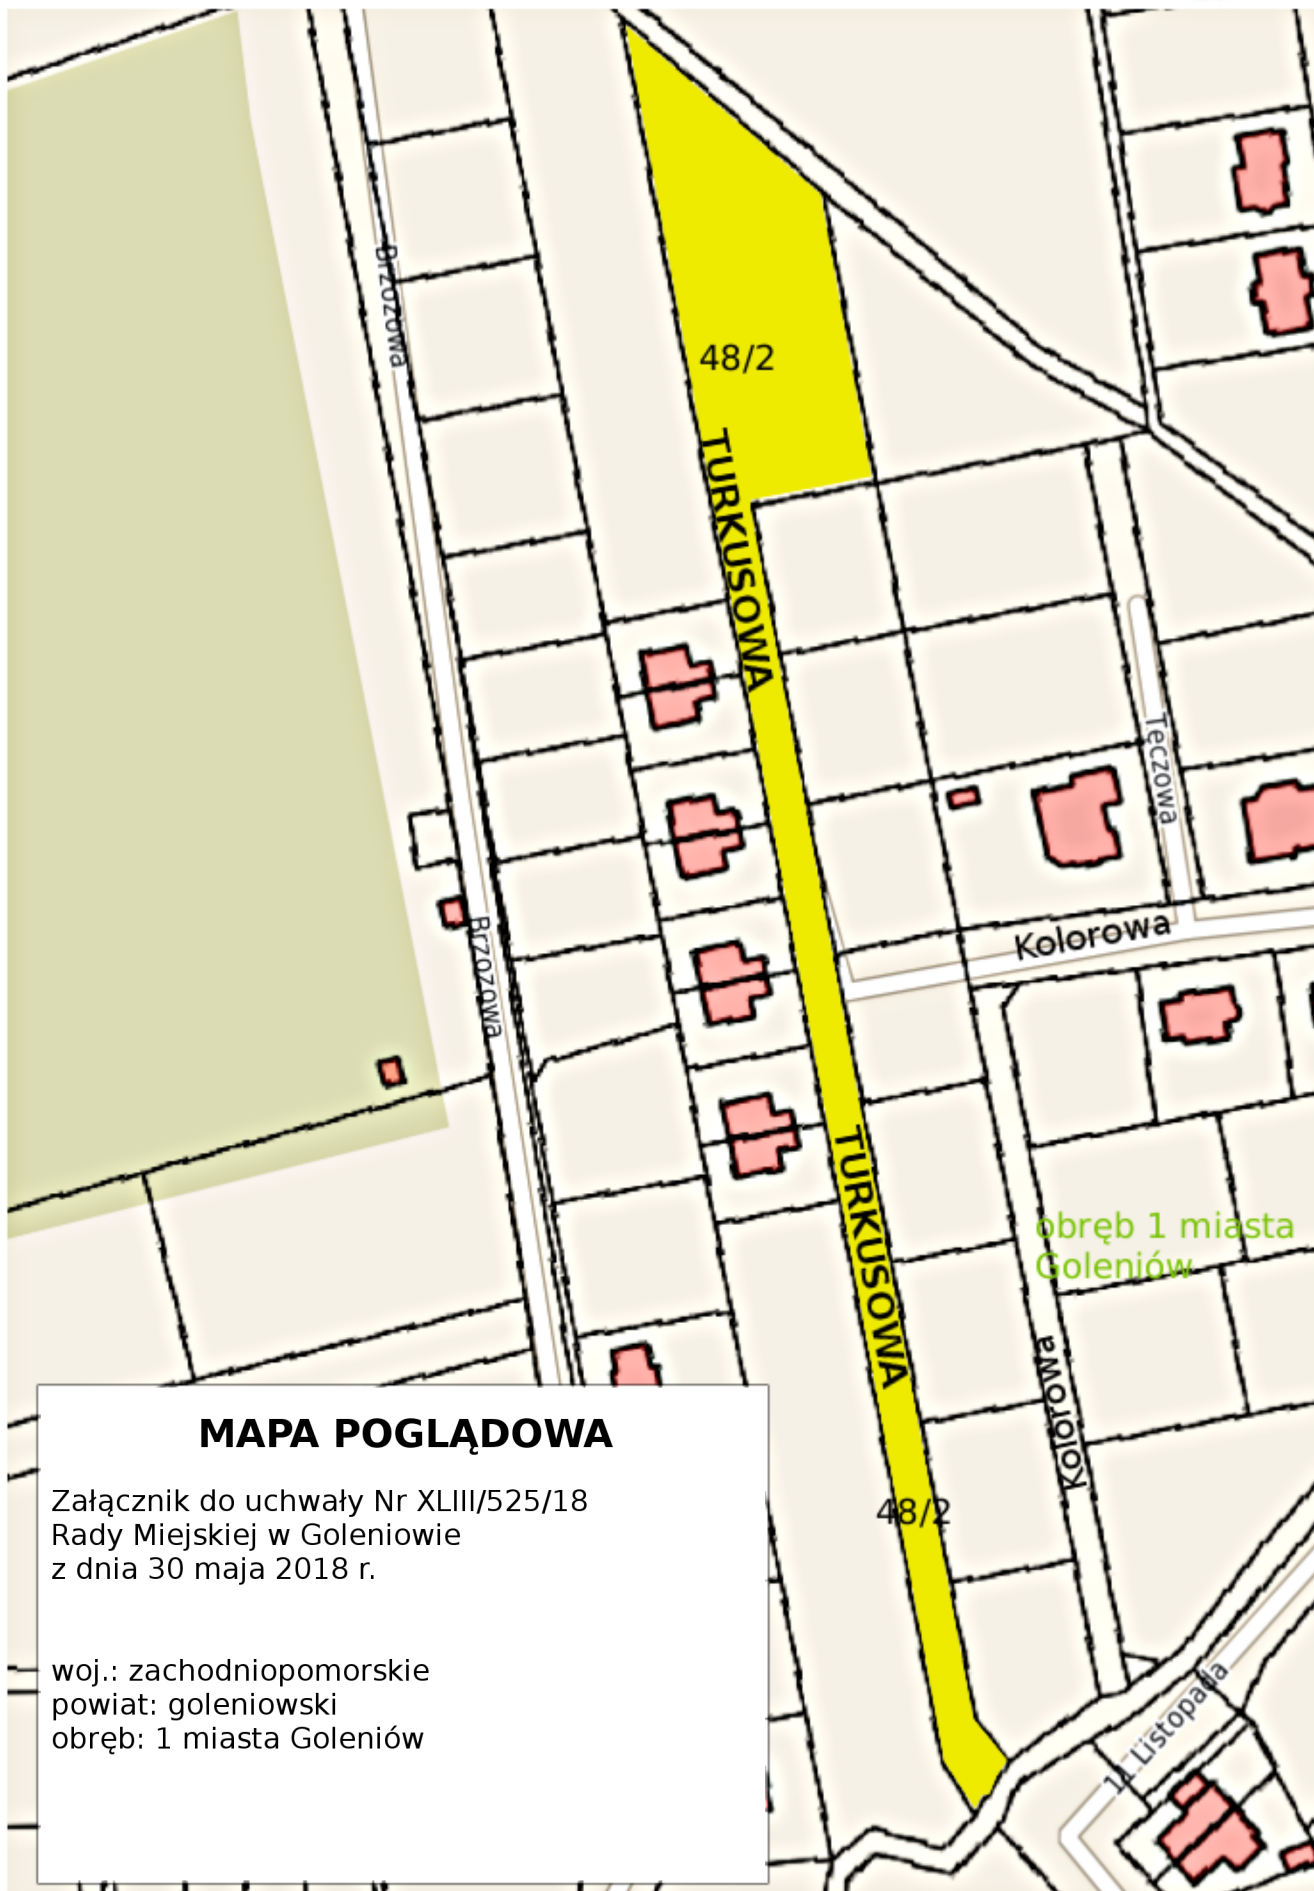 Brzozowa
48/2
TURKUSOWA
Tęczowa
Kolorowa
Brzozowa
TURKUSOWA
obręb 1 miasta
Goleniów
Kolorowa
48/2
11 Listopada
MAPA POGLĄDOWA
Załącznik do uchwały Nr XLIII/525/18
Rady Miejskiej w Goleniowie
z dnia 30 maja 2018 r.
woj.: zachodniopomorskie
powiat: goleniowski
obręb: 1 miasta Goleniów